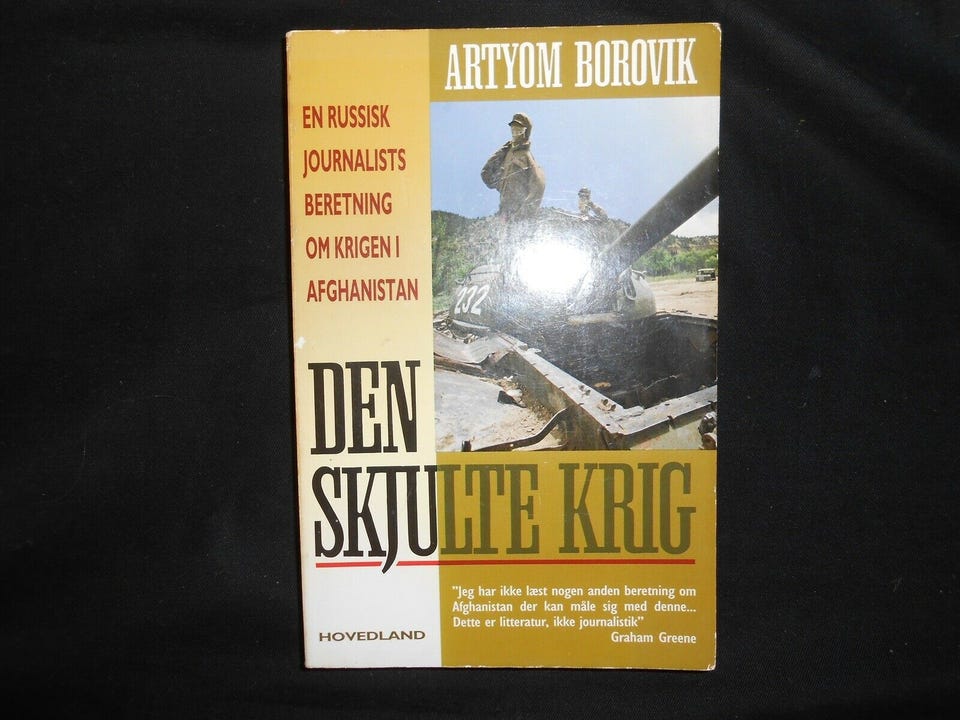 ARTYOM BOROVIK
EN RUSSISK
JOURNALISTS
BERETNING
OM KRIGEN I
AFGHANISTAN
232
DEN
SKJULTE KRIG
"Jeg har ikke læst nogen anden beretning om
Afghanistan der kan måle sig med denne...
Dette er litteratur, ikke journalistik"
Graham Greene
HOVEDLAND